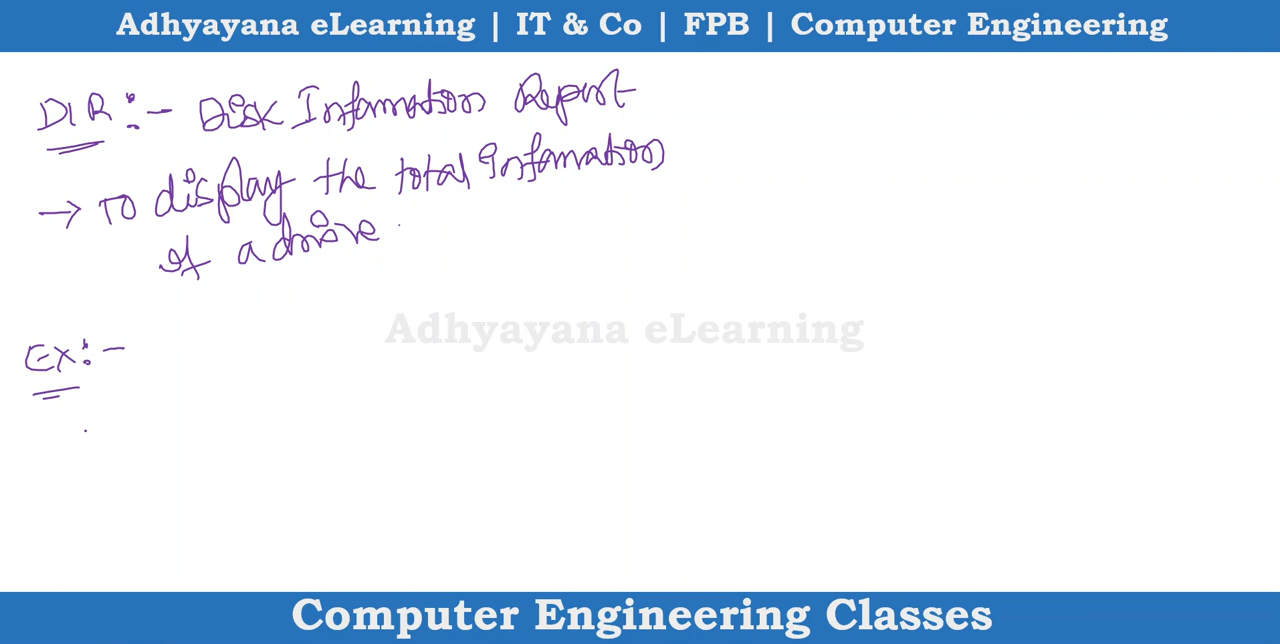 Adhyayana eLearning | IT & Co | FPB | Computer Engineering
DIR :- Disk Information Report
→ To display the total Information
of a drive
Adhyayana eLearning
Ex :-
Computer Engineering Classes